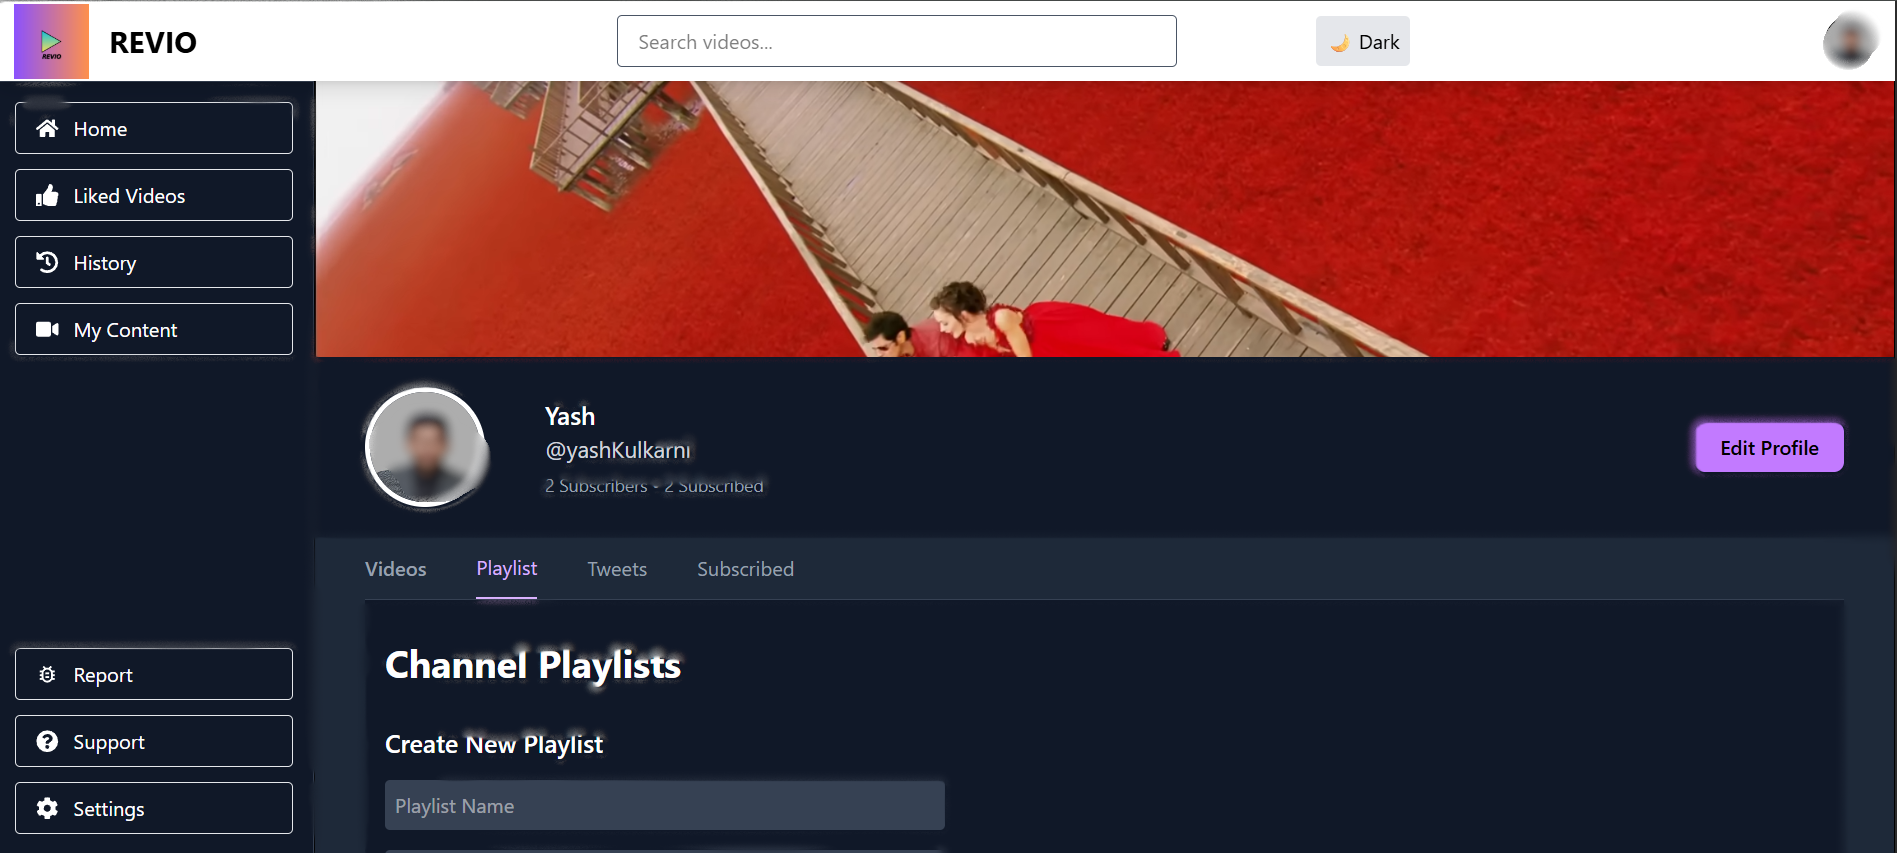 REVIO
REVIO
Search videos...
Dark
Home
Liked Videos
History
My Content
Yash
@yashKulkarni
2 Subscribers • 2 Subscribed
Edit Profile
Videos
Playlist
Tweets
Subscribed
Channel Playlists
Create New Playlist
Playlist Name
Report
Support
Settings